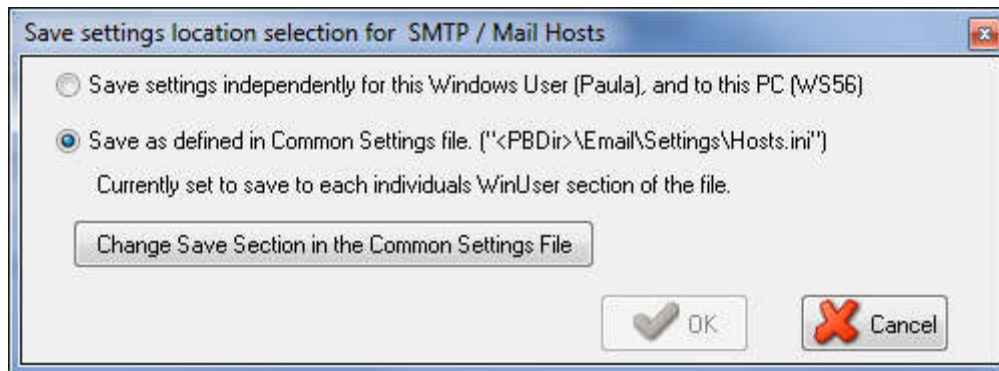 Save settings location selection for  SMTP / Mail Hosts
Save settings independently for this Windows User (Paula), and to this PC (WS56)
Save as defined in Common Settings file. ("<PBDir>\Email\Settings\Hosts.ini")
Currently set to save to each individuals WinUser section of the file.
Change Save Section in the Common Settings File
OK
Cancel